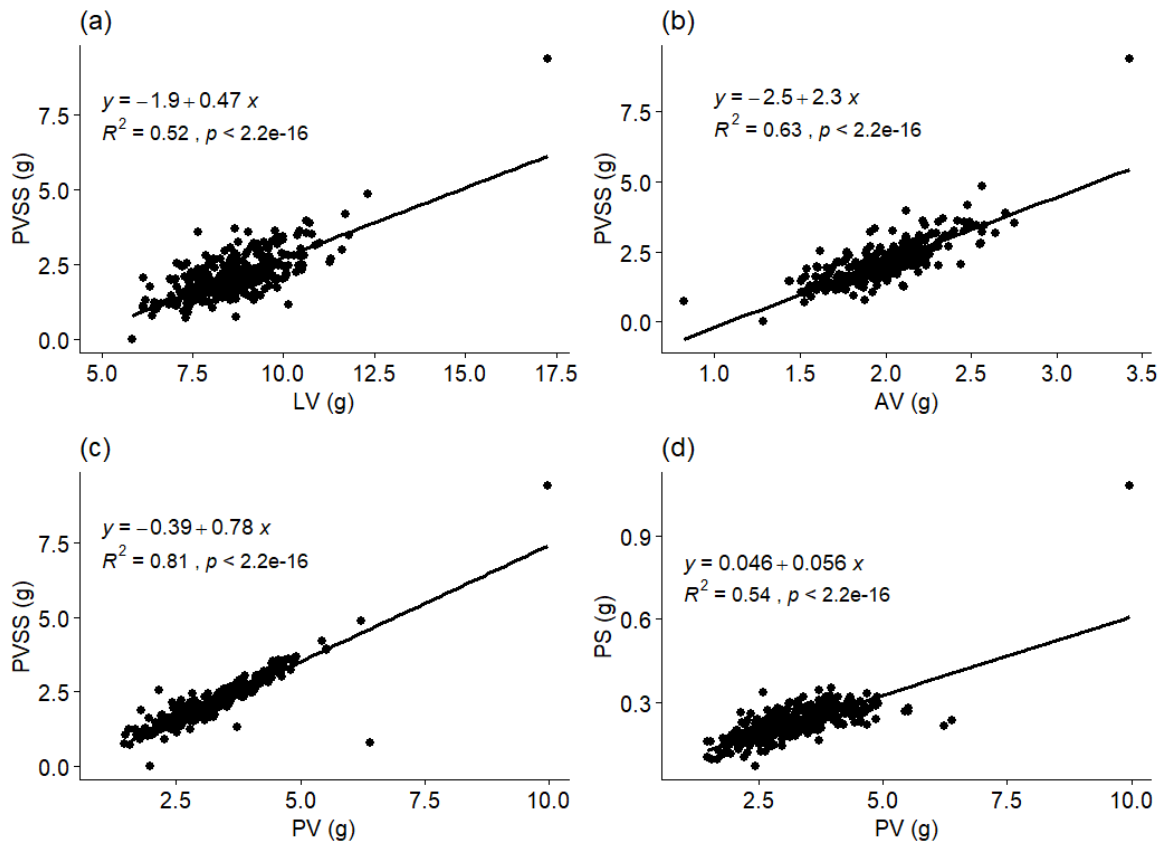 (a)
7.5
5.0
2.5
0.0
PVSS (g)
y = −1.9 + 0.47 x
R² = 0.52 , p < 2.2e-16
5.0 7.5 10.0 12.5 15.0 17.5
LV (g)
(b)
7.5
5.0
2.5
0.0
PVSS (g)
y = −2.5 + 2.3 x
R² = 0.63 , p < 2.2e-16
1.0 1.5 2.0 2.5 3.0 3.5
AV (g)
(c)
7.5
5.0
2.5
0.0
PVSS (g)
y = −0.39 + 0.78 x
R² = 0.81 , p < 2.2e-16
2.5 5.0 7.5 10.0
PV (g)
(d)
0.9
0.6
0.3
PS (g)
y = 0.046 + 0.056 x
R² = 0.54 , p < 2.2e-16
2.5 5.0 7.5 10.0
PV (g)